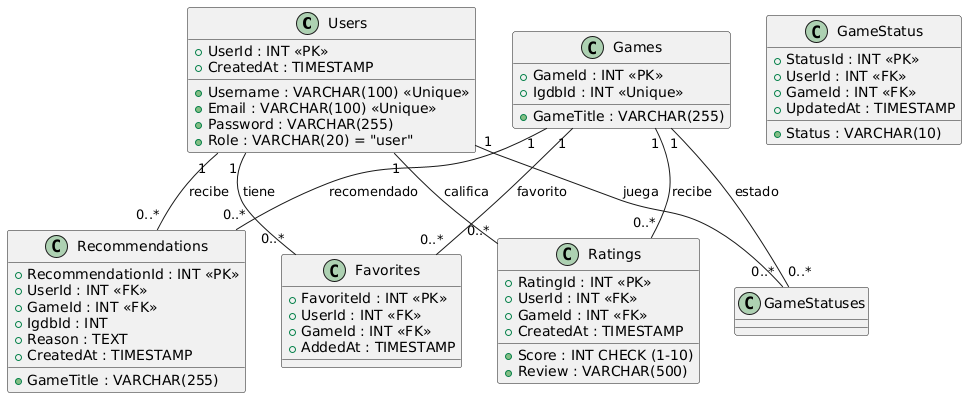 C Users
UserId : INT «PK»
CreatedAt : TIMESTAMP
Username : VARCHAR(100) «Unique»
Email : VARCHAR(100) «Unique»
Password : VARCHAR(255)
Role : VARCHAR(20) = "user"
C Games
GameId : INT «PK»
IgdbId : INT «Unique»
GameTitle : VARCHAR(255)
C GameStatus
StatusId : INT «PK»
UserId : INT «FK»
GameId : INT «FK»
UpdatedAt : TIMESTAMP
Status : VARCHAR(10)
1
1
1
1
1
1
1
1
recibe
tiene
recomendado
califica
favorito
juega
recibe
estado
0..*
0..*
0..*
0..*
0..*
0..*
0..*
0..*
C Recommendations
RecommendationId : INT «PK»
UserId : INT «FK»
GameId : INT «FK»
IgdbId : INT
Reason : TEXT
CreatedAt : TIMESTAMP
GameTitle : VARCHAR(255)
C Favorites
FavoriteId : INT «PK»
UserId : INT «FK»
GameId : INT «FK»
AddedAt : TIMESTAMP
C Ratings
RatingId : INT «PK»
UserId : INT «FK»
GameId : INT «FK»
CreatedAt : TIMESTAMP
Score : INT CHECK (1-10)
Review : VARCHAR(500)
C GameStatuses